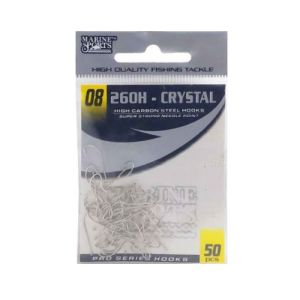 MARINE
SPORTS
HIGH QUALITY FISHING TACKLE
08 260H - CRYSTAL
HIGH CARBON STEEL HOOKS
SUPER STRONG NEEDLE POINT
50
pcs
PRO SERIES HOOKS